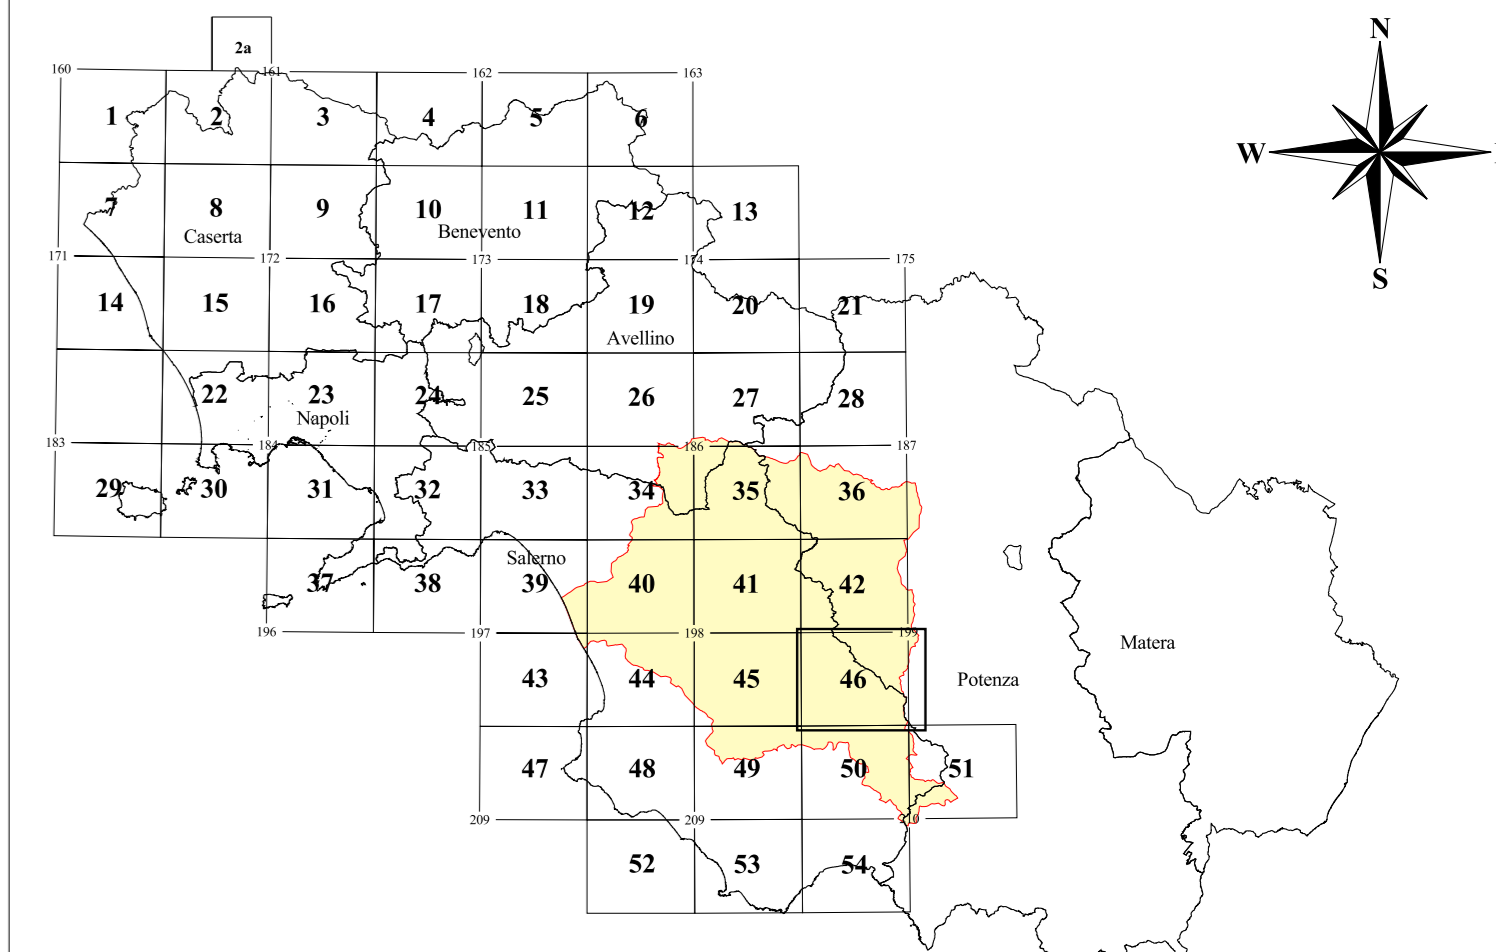 N
2a
160 161 162 163
1 2 3 4 5 6
W
7 8 9 10 11 12 13
Caserta Benevento
171 172 173 174 175
S
14 15 16 17 18 19 20 21
Avellino
22 23 24 25 26 27 28
Napoli
183 184 185 186 187
29 30 31 32 33 34 35 36
Salerno
37 38 39 40 41 42
196 197 198 199
Matera
43 44 45 46 Potenza
47 48 49 50 51
209 209 210
52 53 54